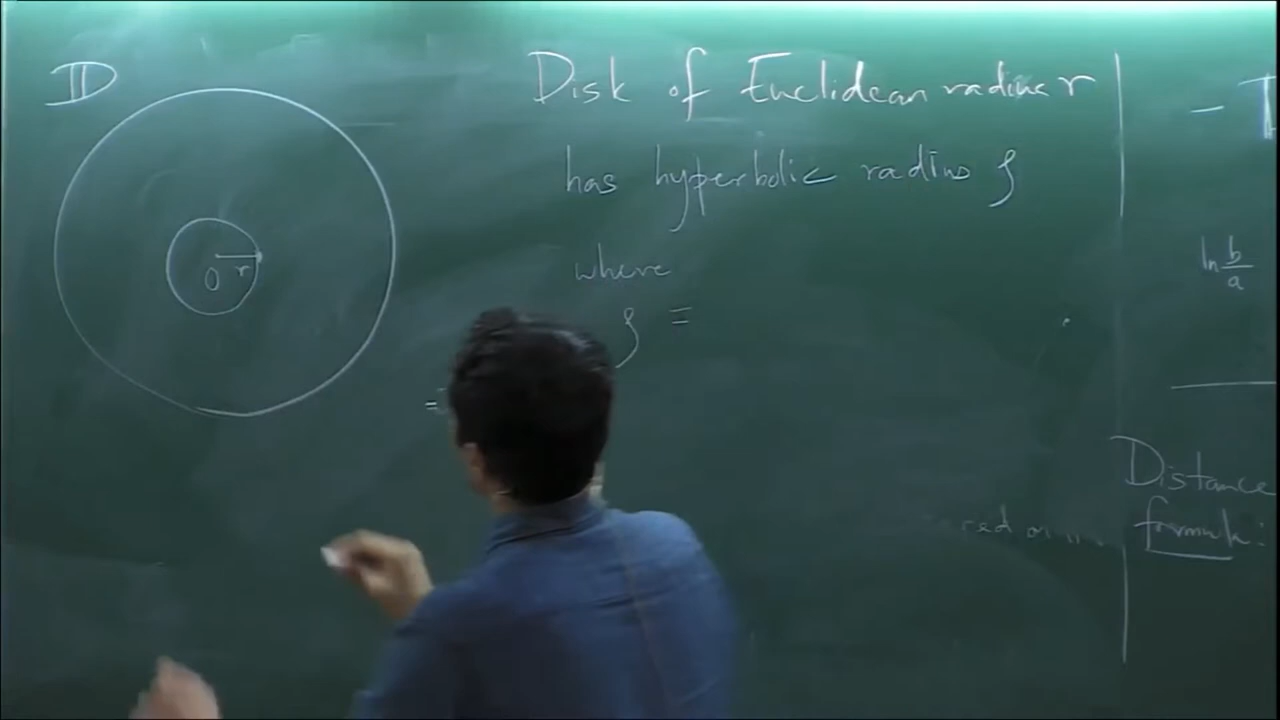 𝔻
Disk of Euclidean radius r
has hyperbolic radius ρ
where
ρ =
0 r
=
ln b/a
Distance
formula: